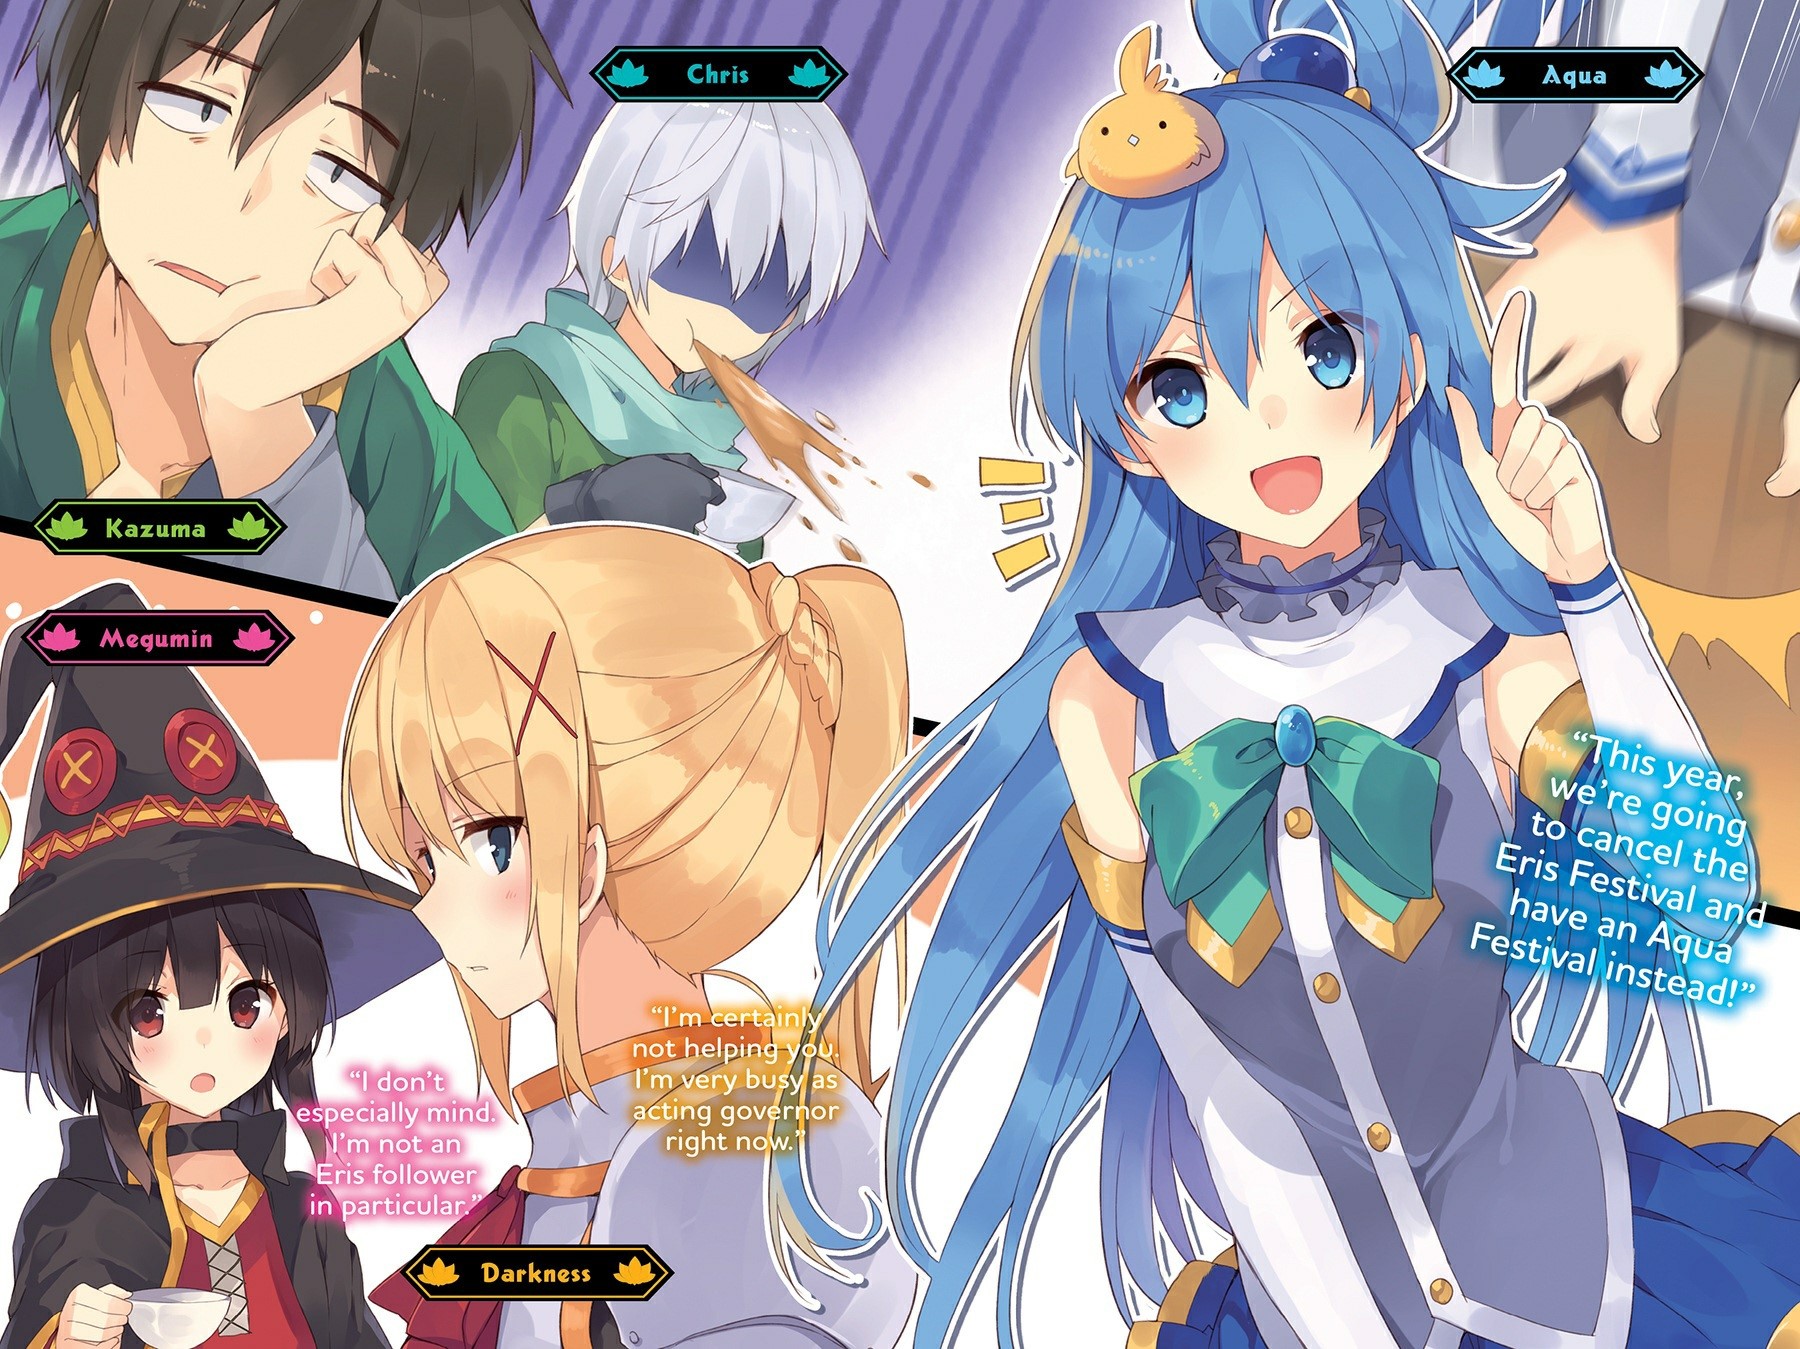 Chris
Aqua
Kazuma
Megumin
“This year,
we’re going
to cancel the
Eris Festival and
have an Aqua
Festival instead!”
“I’m certainly
not helping you.
I’m very busy as
acting governor
right now.”
“I don’t
especially mind.
I’m not an
Eris follower
in particular.”
Darkness